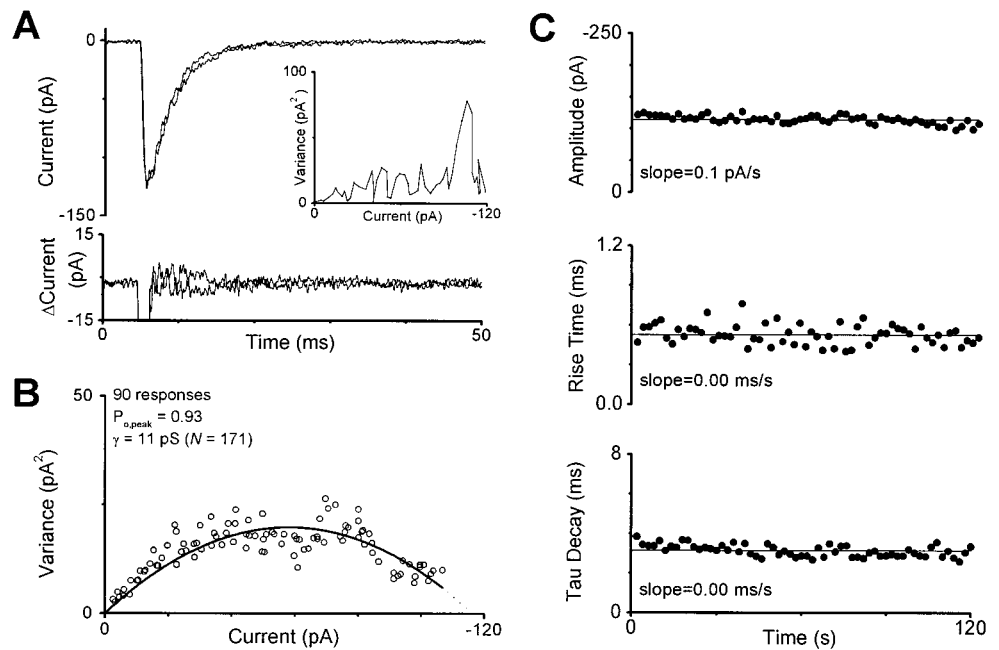 A
0
Current (pA)
-150
100
Variance (pA²)
0
0
Current (pA)
-120
15
ΔCurrent
(pA)
-15
0
Time (ms)
50
B
50
90 responses
Po,peak = 0.93
γ = 11 pS (N = 171)
Variance (pA²)
0
0
Current (pA)
-120
C
-250
Amplitude (pA)
slope=0.1 pA/s
0
1.2
Rise Time (ms)
slope=0.00 ms/s
0.0
8
Tau Decay (ms)
slope=0.00 ms/s
0
0
Time (s)
120